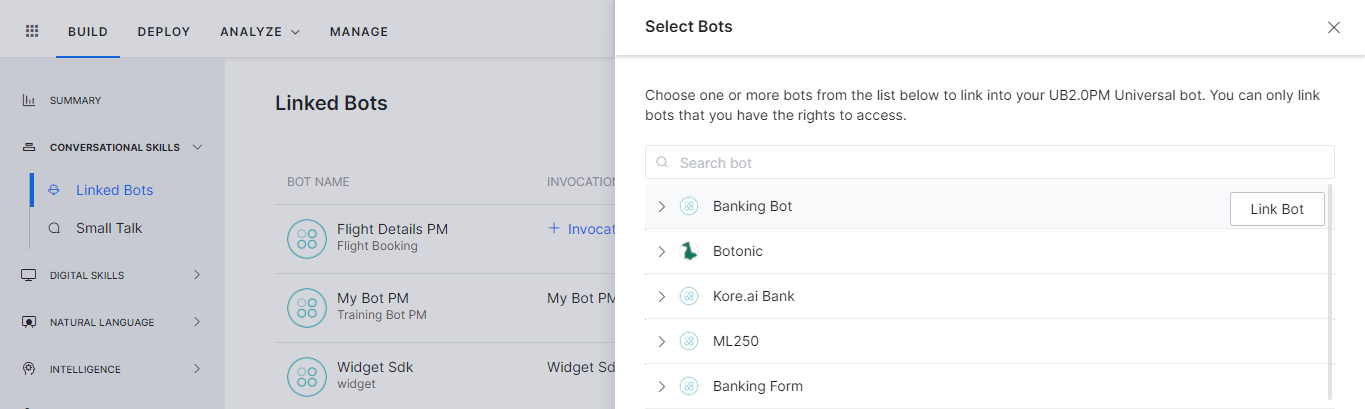 BUILD DEPLOY ANALYZE MANAGE
SUMMARY
CONVERSATIONAL SKILLS
Linked Bots
Small Talk
DIGITAL SKILLS
NATURAL LANGUAGE
INTELLIGENCE
Linked Bots
BOT NAME INVOCATION
Flight Details PM + Invocat
Flight Booking
My Bot PM My Bot PM
Training Bot PM
Widget Sdk Widget Sd
widget
Select Bots
Choose one or more bots from the list below to link into your UB2.0PM Universal bot. You can only link
bots that you have the rights to access.
Search bot
Banking Bot Link Bot
Botonic
Kore.ai Bank
ML250
Banking Form